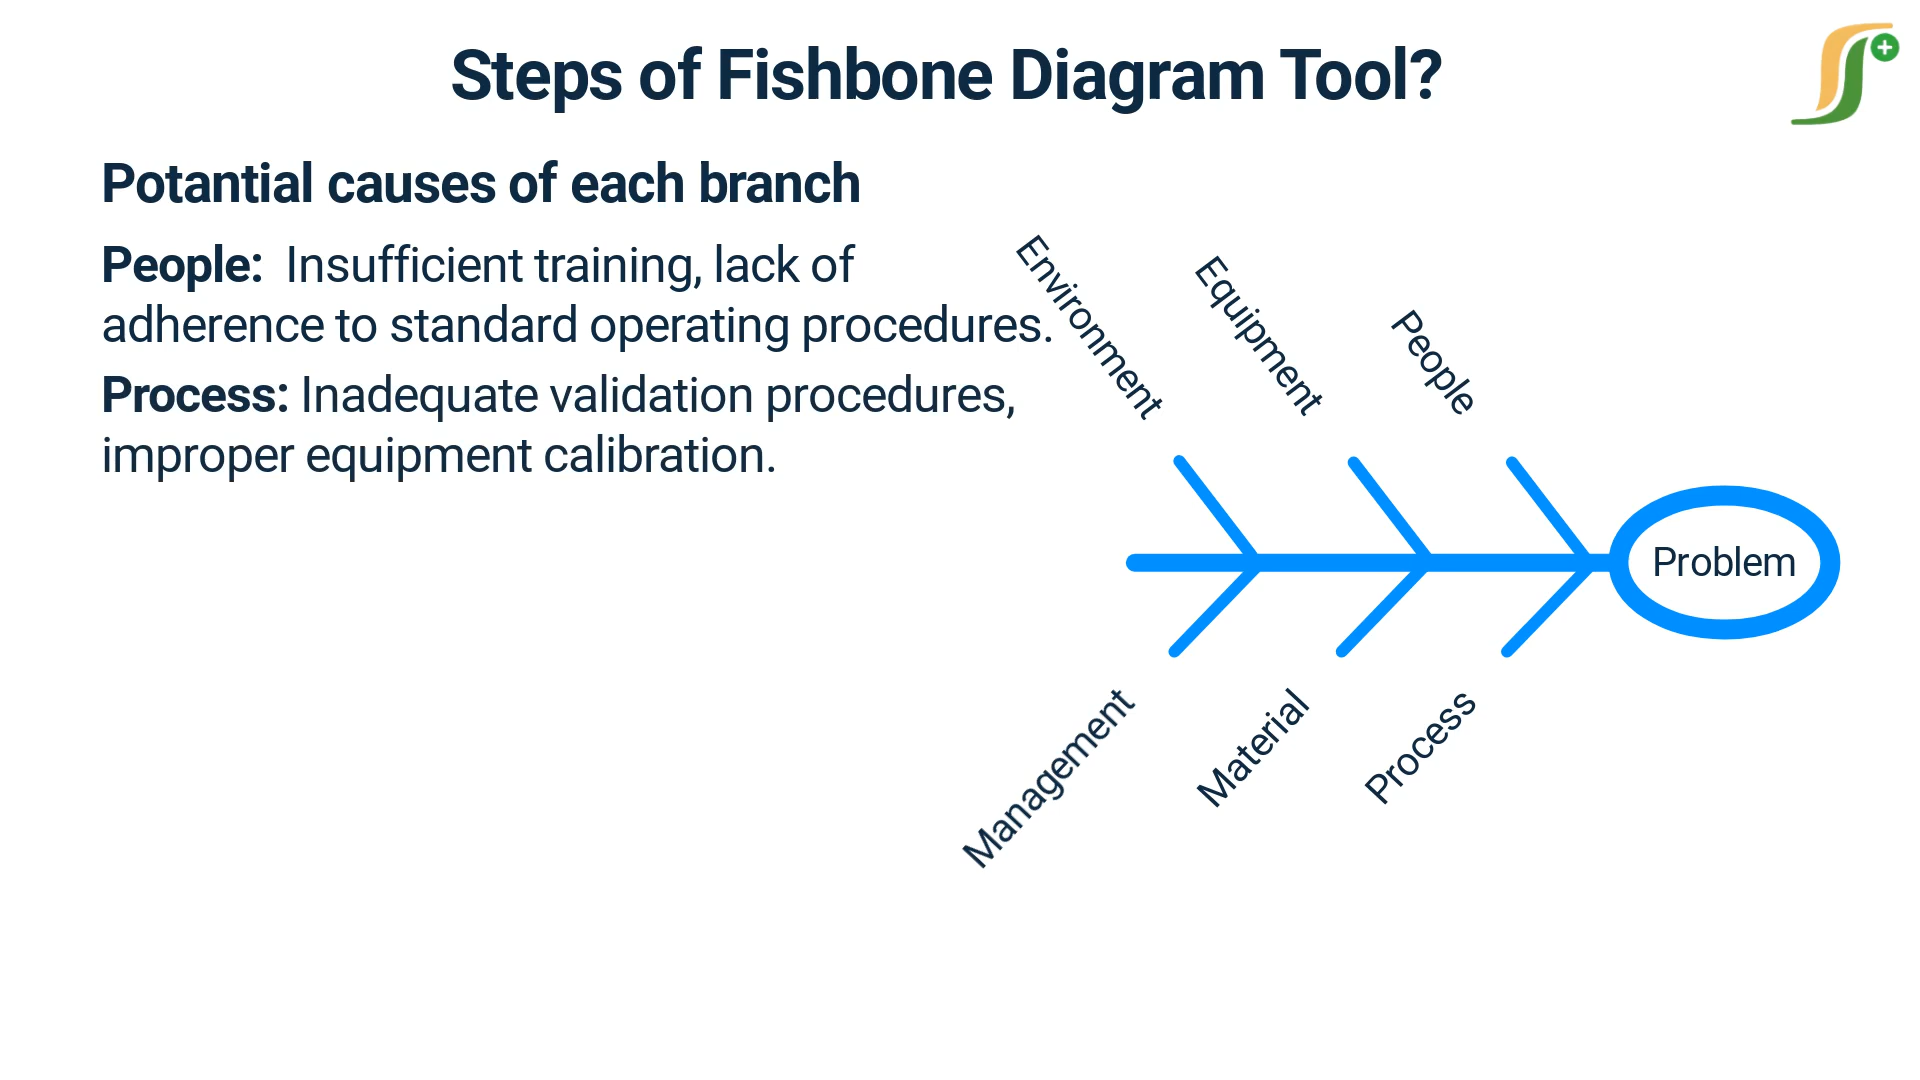 Steps of Fishbone Diagram Tool?
Potantial causes of each branch
People: Insufficient training, lack of
adherence to standard operating procedures.
Process: Inadequate validation procedures,
improper equipment calibration.
Environment
Equipment
People
Problem
Management
Material
Process